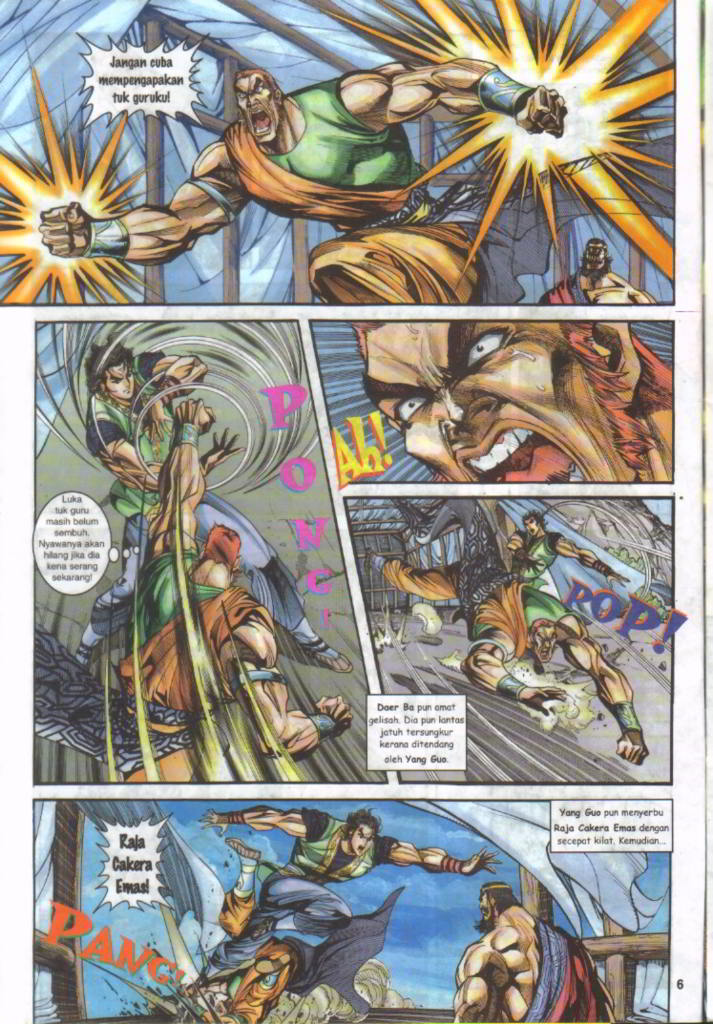 Jangan cuba
mempengapakan
tuk guruku!
PONG!
Luka
tuk guru
masih belum
sembuh.
Nyawanya akan
hilang jika dia
kena serang
sekarang!
Ah!
POP!
Daer Ba pun amat
gelisah. Dia pun lantas
jatuh tersungkur
kerana ditendang
oleh Yang Guo.
Raja
Cakera
Emas!
PANG!
Yang Guo pun menyerbu
Raja Cakera Emas dengan
secepat kilat. Kemudian...
6